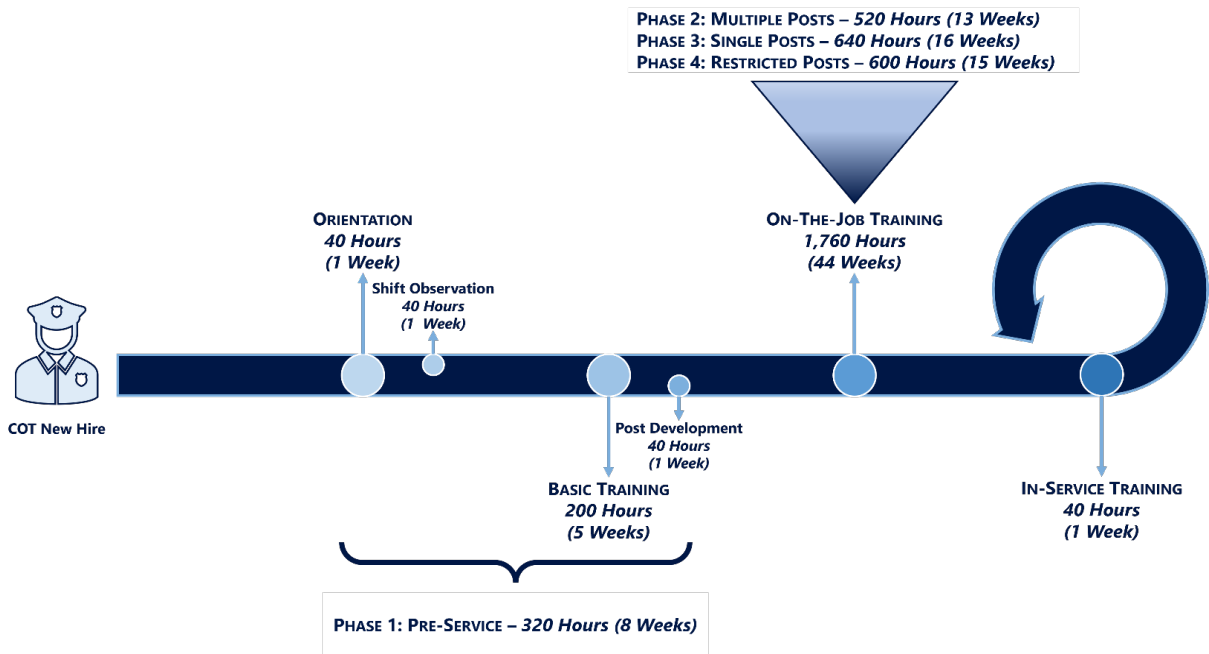 Phase 2: Multiple Posts – 520 Hours (13 Weeks)
Phase 3: Single Posts – 640 Hours (16 Weeks)
Phase 4: Restricted Posts – 600 Hours (15 Weeks)
Orientation
40 Hours
(1 Week)
Shift Observation
40 Hours
(1 Week)
On-The-Job Training
1,760 Hours
(44 Weeks)
COT New Hire
Post Development
40 Hours
(1 Week)
Basic Training
200 Hours
(5 Weeks)
In-Service Training
40 Hours
(1 Week)
Phase 1: Pre-Service – 320 Hours (8 Weeks)